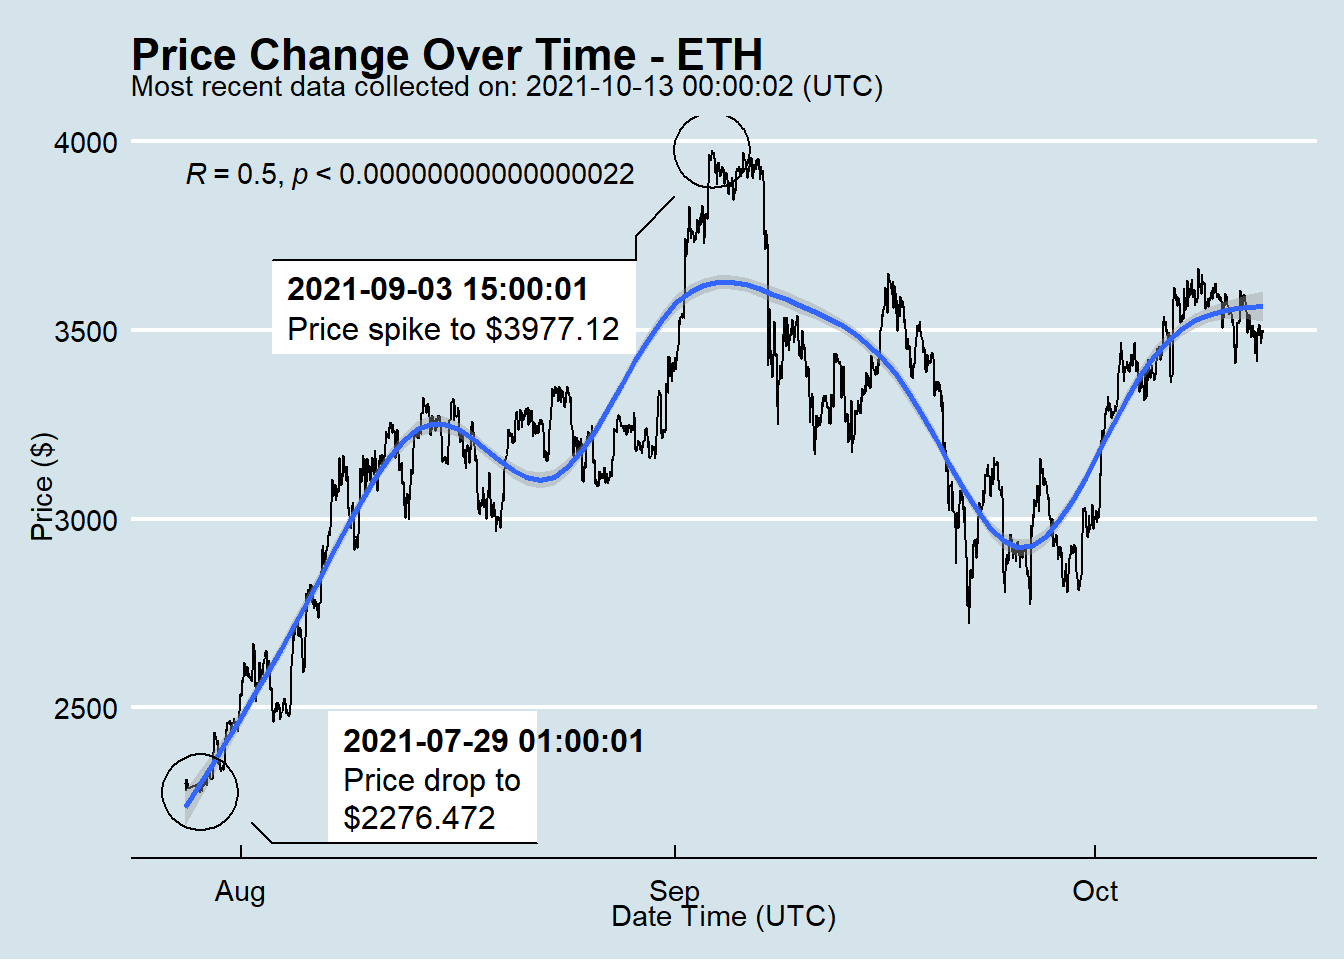 Price Change Over Time - ETH
Most recent data collected on: 2021-10-13 00:00:02 (UTC)
4000
R = 0.5, p < 0.00000000000000022
2021-09-03 15:00:01
Price spike to $3977.12
3500
Price ($)
3000
2500
2021-07-29 01:00:01
Price drop to
$2276.472
Aug
Sep
Oct
Date Time (UTC)